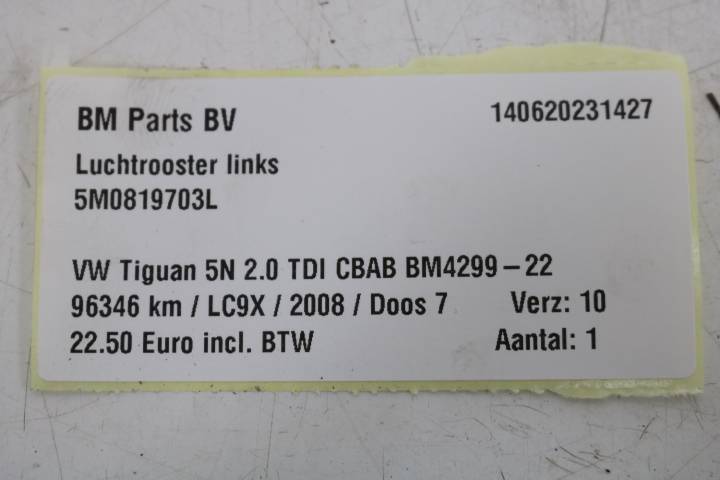 BM Parts BV 140620231427
Luchtrooster links
5M0819703L
VW Tiguan 5N 2.0 TDI CBAB BM4299-22
96346 km / LC9X / 2008 / Doos 7 Verz: 10
22.50 Euro incl. BTW Aantal: 1